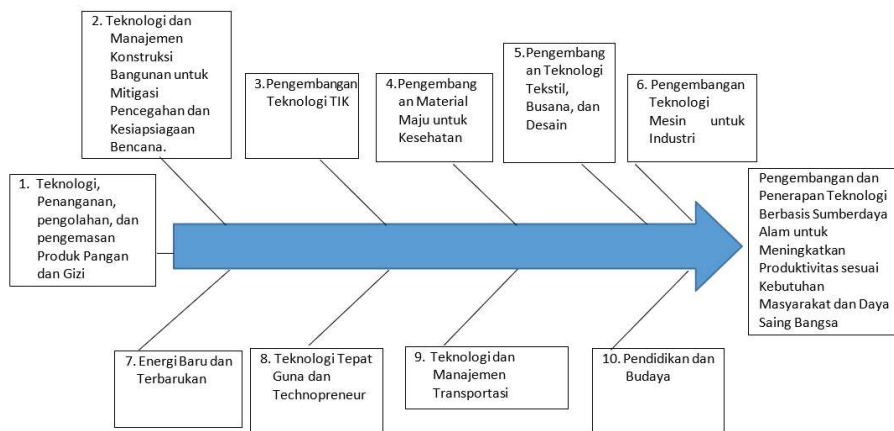 2. Teknologi dan
Manajemen
Konstruksi
Bangunan untuk
Mitigasi
Pencegahan dan
Kesiapsiagaan
Bencana.
3.Pengembangan
Teknologi TIK
4.Pengembang
an Material
Maju untuk
Kesehatan
5.Pengembang
an Teknologi
Tekstil,
Busana, dan
Desain
6. Pengembangan
Teknologi
Mesin untuk
Industri
1. Teknologi,
Penanganan,
pengolahan, dan
pengemasan
Produk Pangan
dan Gizi
Pengembangan dan
Penerapan Teknologi
Berbasis Sumberdaya
Alam untuk
Meningkatkan
Produktivitas sesuai
Kebutuhan
Masyarakat dan Daya
Saing Bangsa
7. Energi Baru dan
Terbarukan
8. Teknologi Tepat
Guna dan
Technopreneur
9. Teknologi dan
Manajemen
Transportasi
10. Pendidikan dan
Budaya